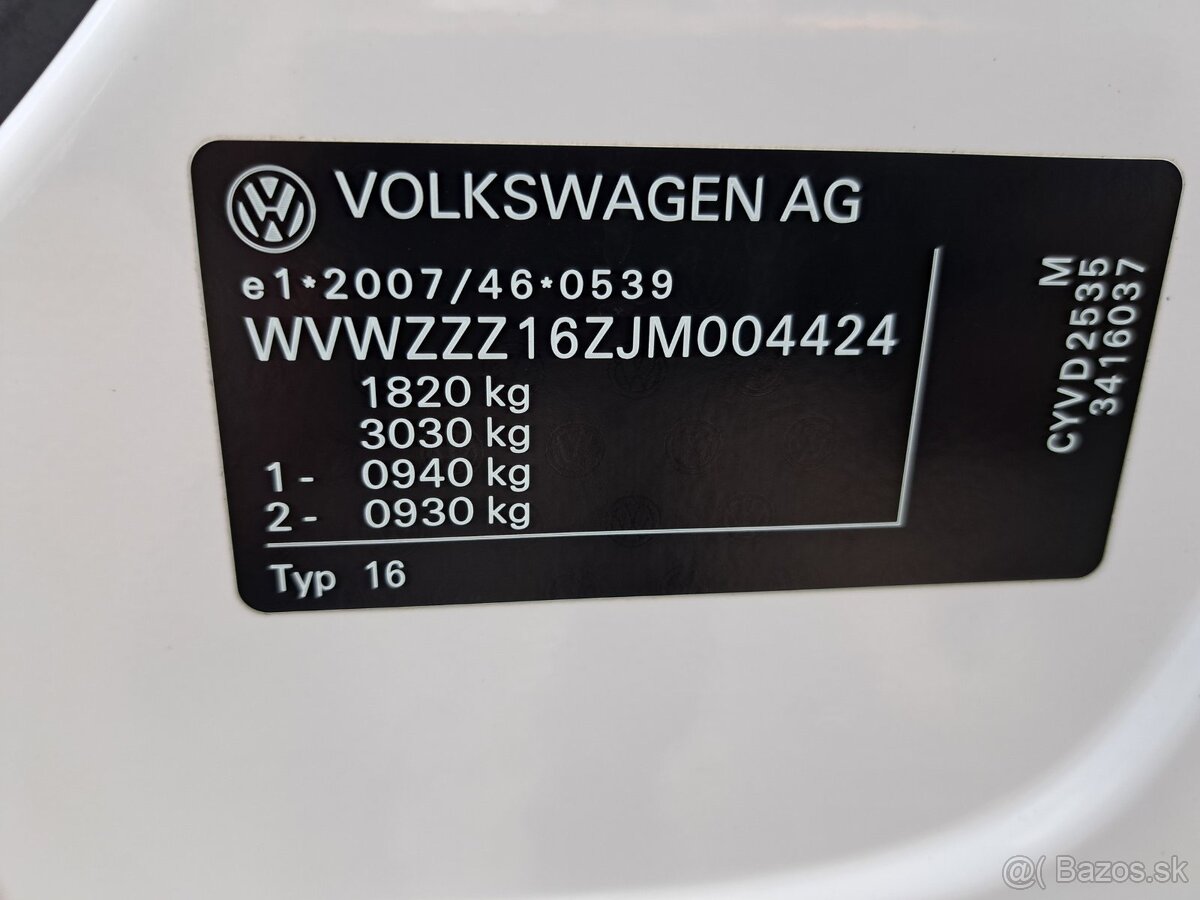 VOLKSWAGEN AG
e1*2007/46*0539
WVWZZZ16ZJM004424
1820 kg
3030 kg
1- 0940 kg
2- 0930 kg
Typ 16
M
CYVD2535
3416037
@( Bazos.sk